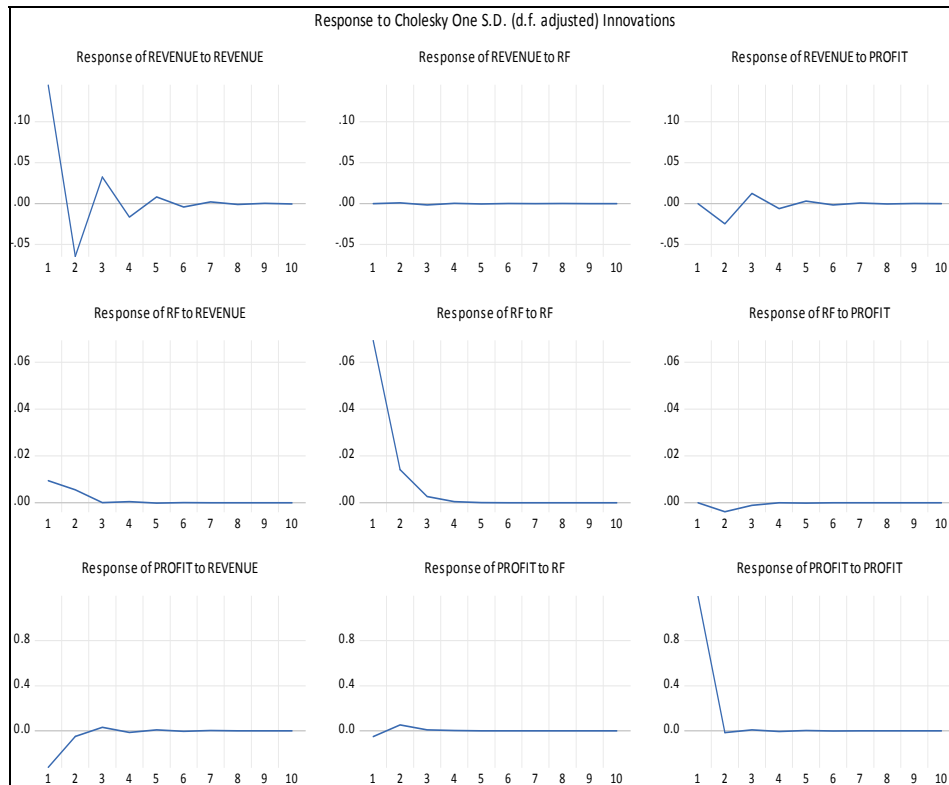 Response to Cholesky One S.D. (d.f. adjusted) Innovations
Response of REVENUE to REVENUE
.10
.05
.00
-.05
1 2 3 4 5 6 7 8 9 10
Response of REVENUE to RF
.10
.05
.00
-.05
1 2 3 4 5 6 7 8 9 10
Response of REVENUE to PROFIT
.10
.05
.00
-.05
1 2 3 4 5 6 7 8 9 10
Response of RF to REVENUE
.06
.04
.02
.00
1 2 3 4 5 6 7 8 9 10
Response of RF to RF
.06
.04
.02
.00
1 2 3 4 5 6 7 8 9 10
Response of RF to PROFIT
.06
.04
.02
.00
1 2 3 4 5 6 7 8 9 10
Response of PROFIT to REVENUE
0.8
0.4
0.0
1 2 3 4 5 6 7 8 9 10
Response of PROFIT to RF
0.8
0.4
0.0
1 2 3 4 5 6 7 8 9 10
Response of PROFIT to PROFIT
0.8
0.4
0.0
1 2 3 4 5 6 7 8 9 10